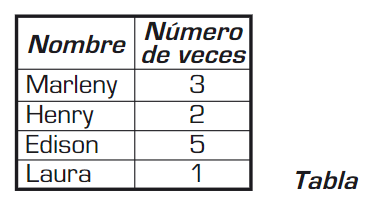 Nombre Número de veces
Marleny 3
Henry 2
Edison 5
Laura 1
Tabla